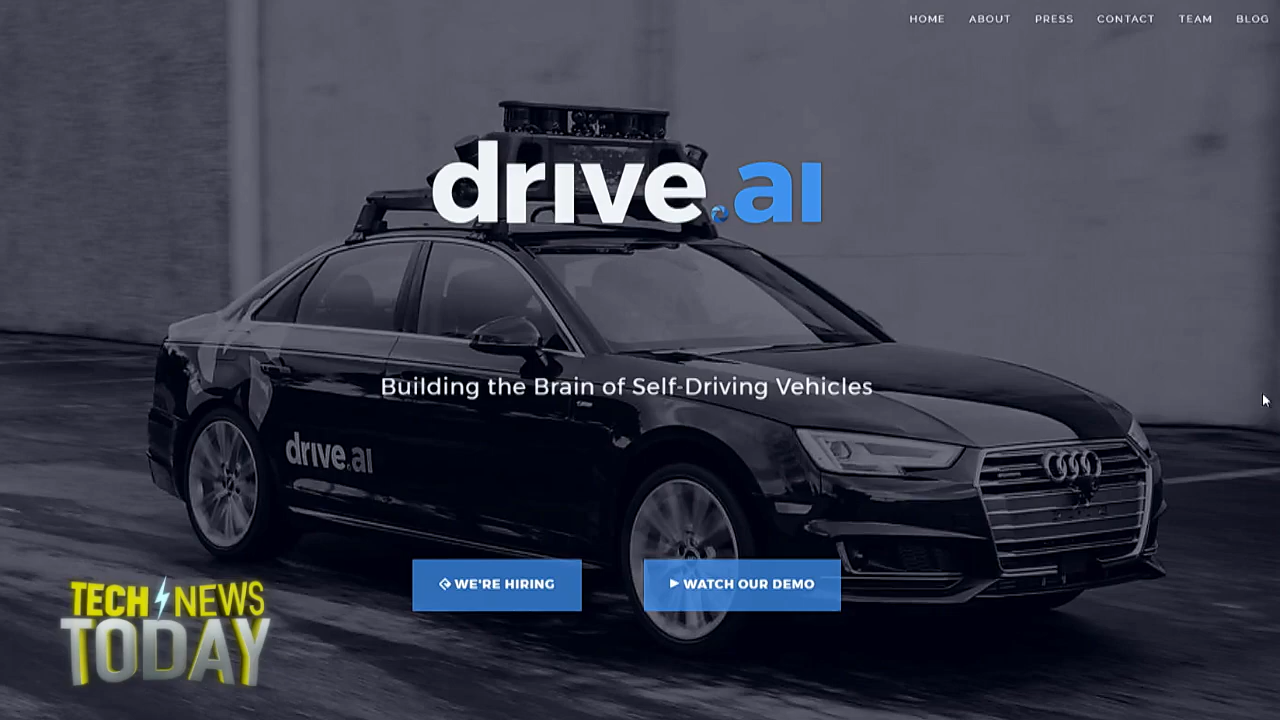 HOME ABOUT PRESS CONTACT TEAM BLOG
drive.ai
Building the Brain of Self-Driving Vehicles
drive.ai
WE'RE HIRING WATCH OUR DEMO
TECH NEWS
TODAY